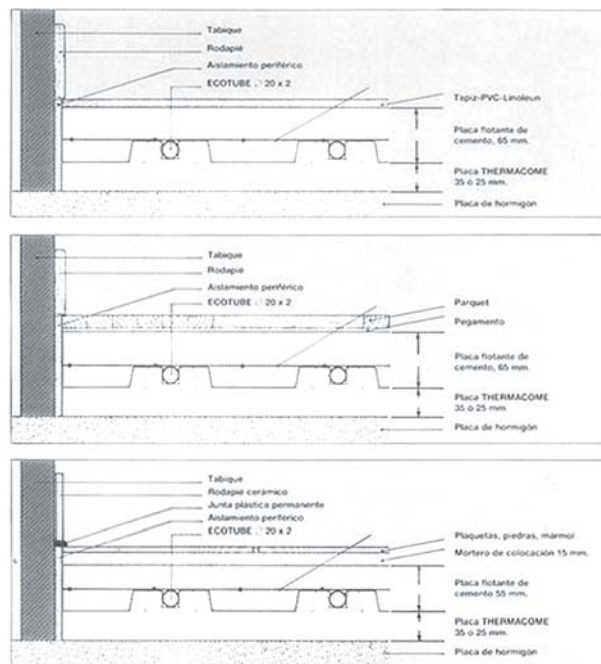 Tabique
Rodapié
Aislamiento periférico
ECOTUBE ∅ 20 x 2
Tapiz-PVC-Linoleun
Placa flotante de
cemento, 65 mm.
Placa THERMACOME
35 ó 25 mm.
Placa de hormigón
Tabique
Rodapié
Aislamiento periférico
ECOTUBE ∅ 20 x 2
Parquet
Pegamento
Placa flotante de
cemento, 65 mm.
Placa THERMACOME
35 ó 25 mm
Placa de hormigón
Tabique
Rodapié cerámico
Junta plástica permanente
Aislamiento periférico
ECOTUBE ∅ 20 x 2
Plaquetas, piedras, mármol
Mortero de colocación 15 mm.
Placa flotante de
cemento 55 mm.
Placa THERMACOME
35 ó 25 mm.
Placa de hormigón